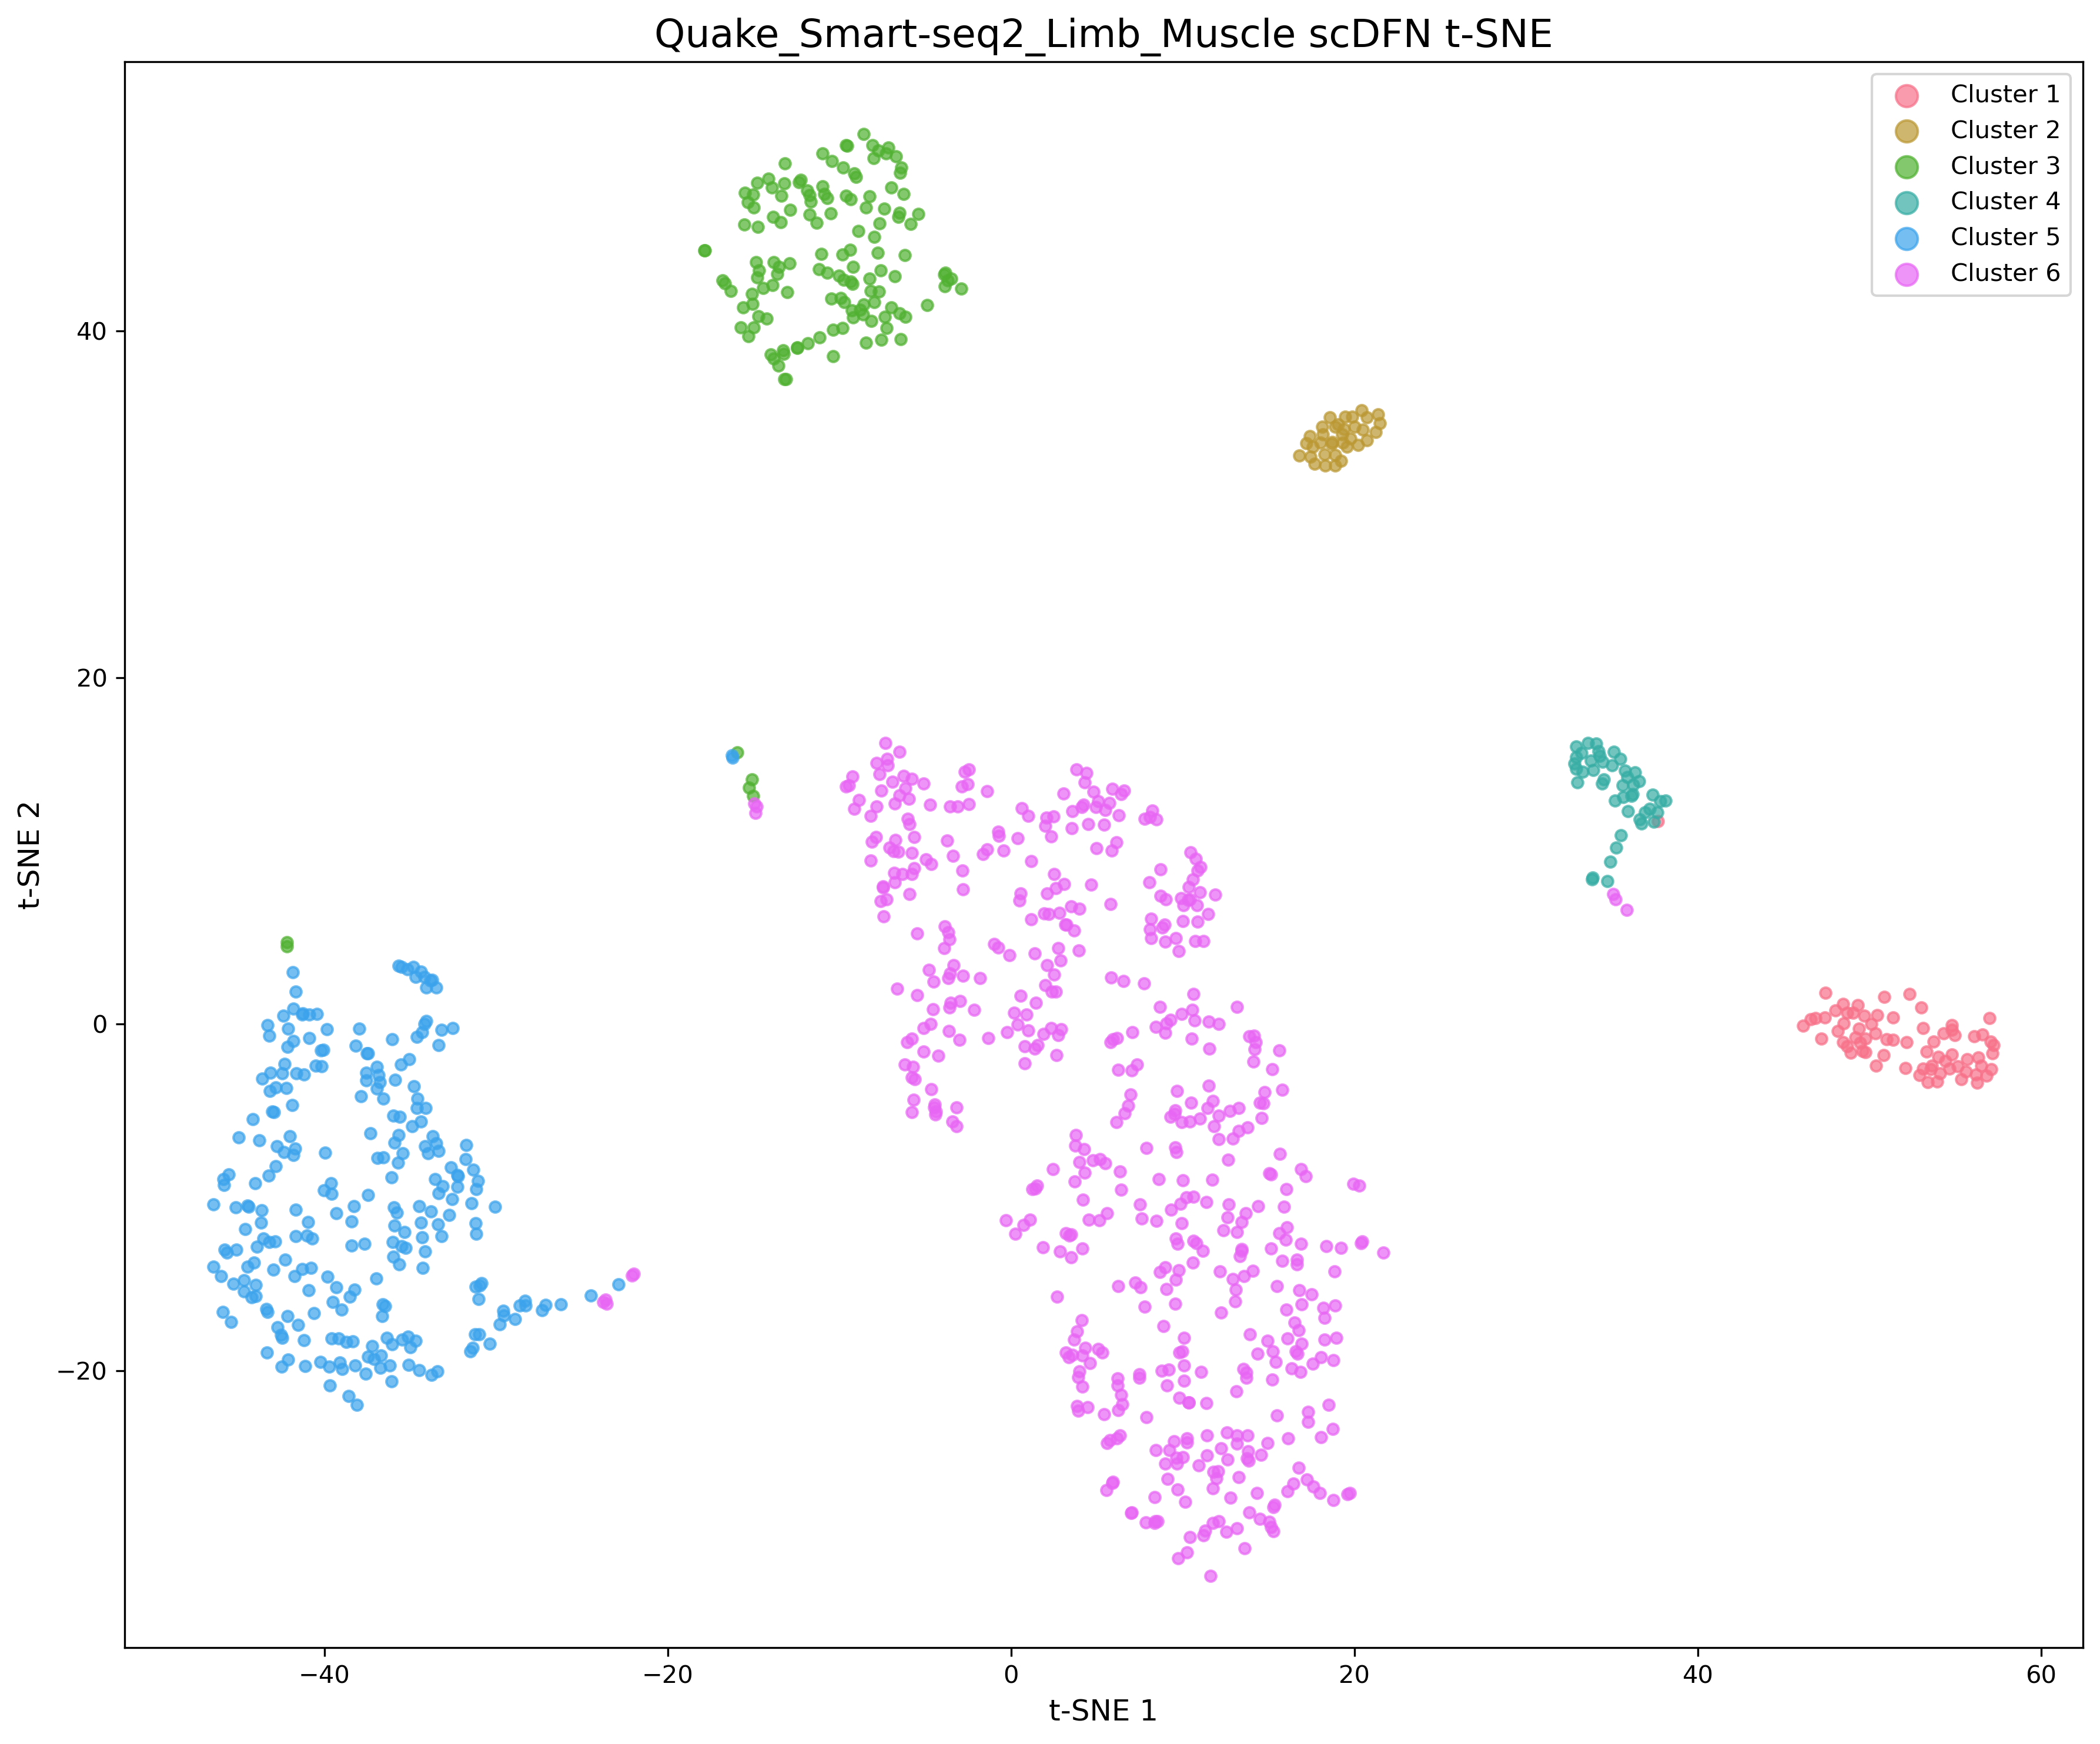 Quake_Smart-seq2_Limb_Muscle scDFN t-SNE
Cluster 1
Cluster 2
Cluster 3
Cluster 4
Cluster 5
Cluster 6
40
20
0
−20
t-SNE 2
−40
−20
0
20
40
60
t-SNE 1